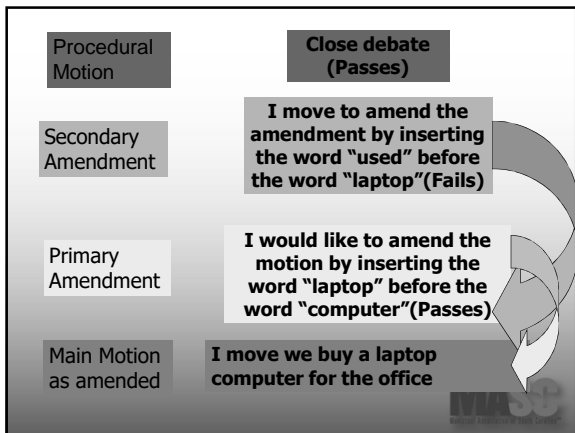 Procedural
Motion
Close debate
(Passes)
Secondary
Amendment
I move to amend the
amendment by inserting
the word “used” before
the word “laptop”(Fails)
Primary
Amendment
I would like to amend the
motion by inserting the
word “laptop” before the
word “computer”(Passes)
Main Motion
as amended
I move we buy a laptop
computer for the office
MASC